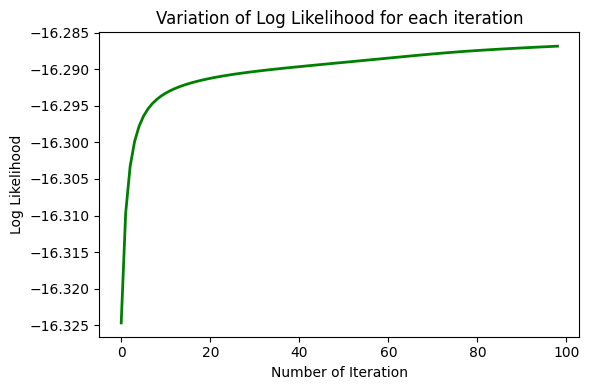 Variation of Log Likelihood for each iteration
−16.285
−16.290
−16.295
−16.300
−16.305
−16.310
−16.315
−16.320
−16.325
Log Likelihood
0 20 40 60 80 100
Number of Iteration